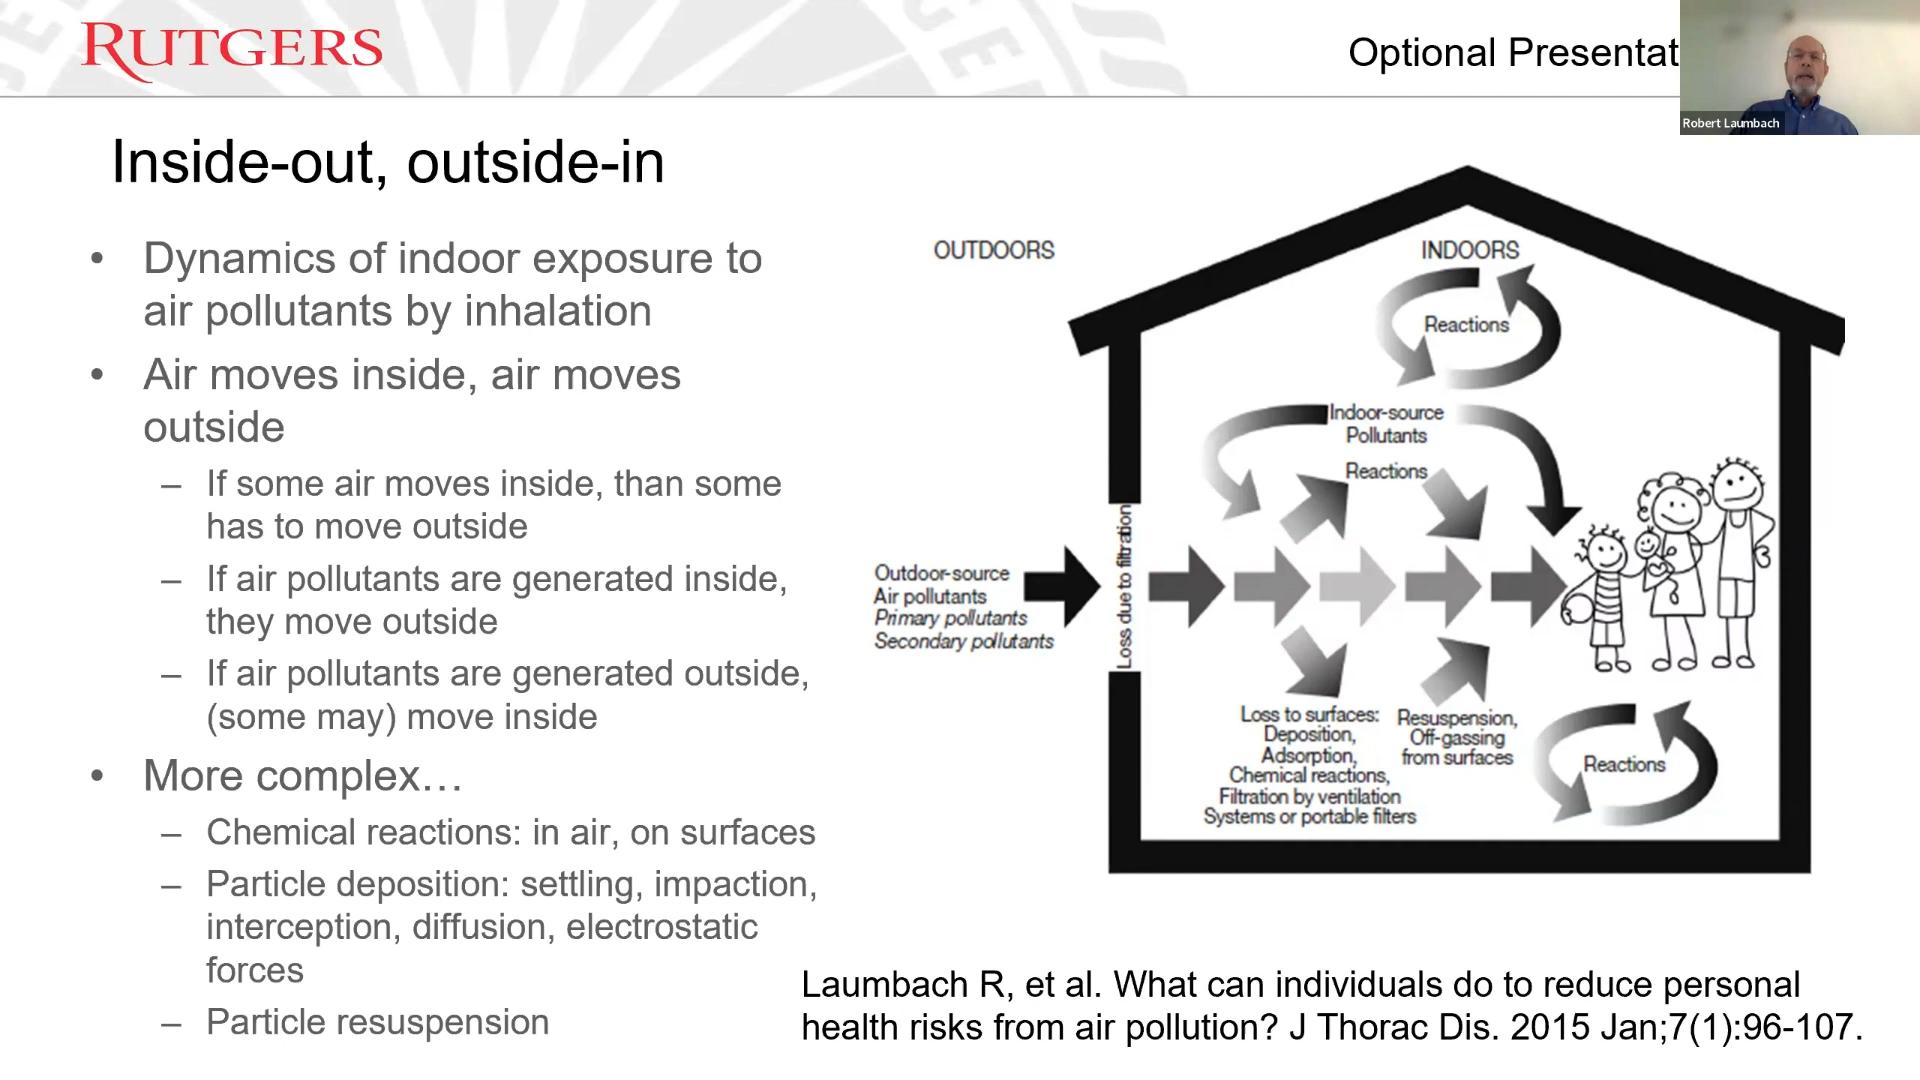 RUTGERS
Optional Presentat
Robert Laumbach
Inside-out, outside-in
• Dynamics of indoor exposure to
air pollutants by inhalation
• Air moves inside, air moves
outside
– If some air moves inside, than some
has to move outside
– If air pollutants are generated inside,
they move outside
– If air pollutants are generated outside,
(some may) move inside
• More complex…
– Chemical reactions: in air, on surfaces
– Particle deposition: settling, impaction,
interception, diffusion, electrostatic
forces
– Particle resuspension
OUTDOORS
INDOORS
Reactions
Indoor-source
Pollutants
Reactions
Outdoor-source
Air pollutants
Primary pollutants
Secondary pollutants
Loss due to filtration
Loss to surfaces:
Deposition,
Adsorption,
Chemical reactions,
Filtration by ventilation
Systems or portable filters
Resuspension,
Off-gassing
from surfaces
Reactions
Laumbach R, et al. What can individuals do to reduce personal
health risks from air pollution? J Thorac Dis. 2015 Jan;7(1):96-107.